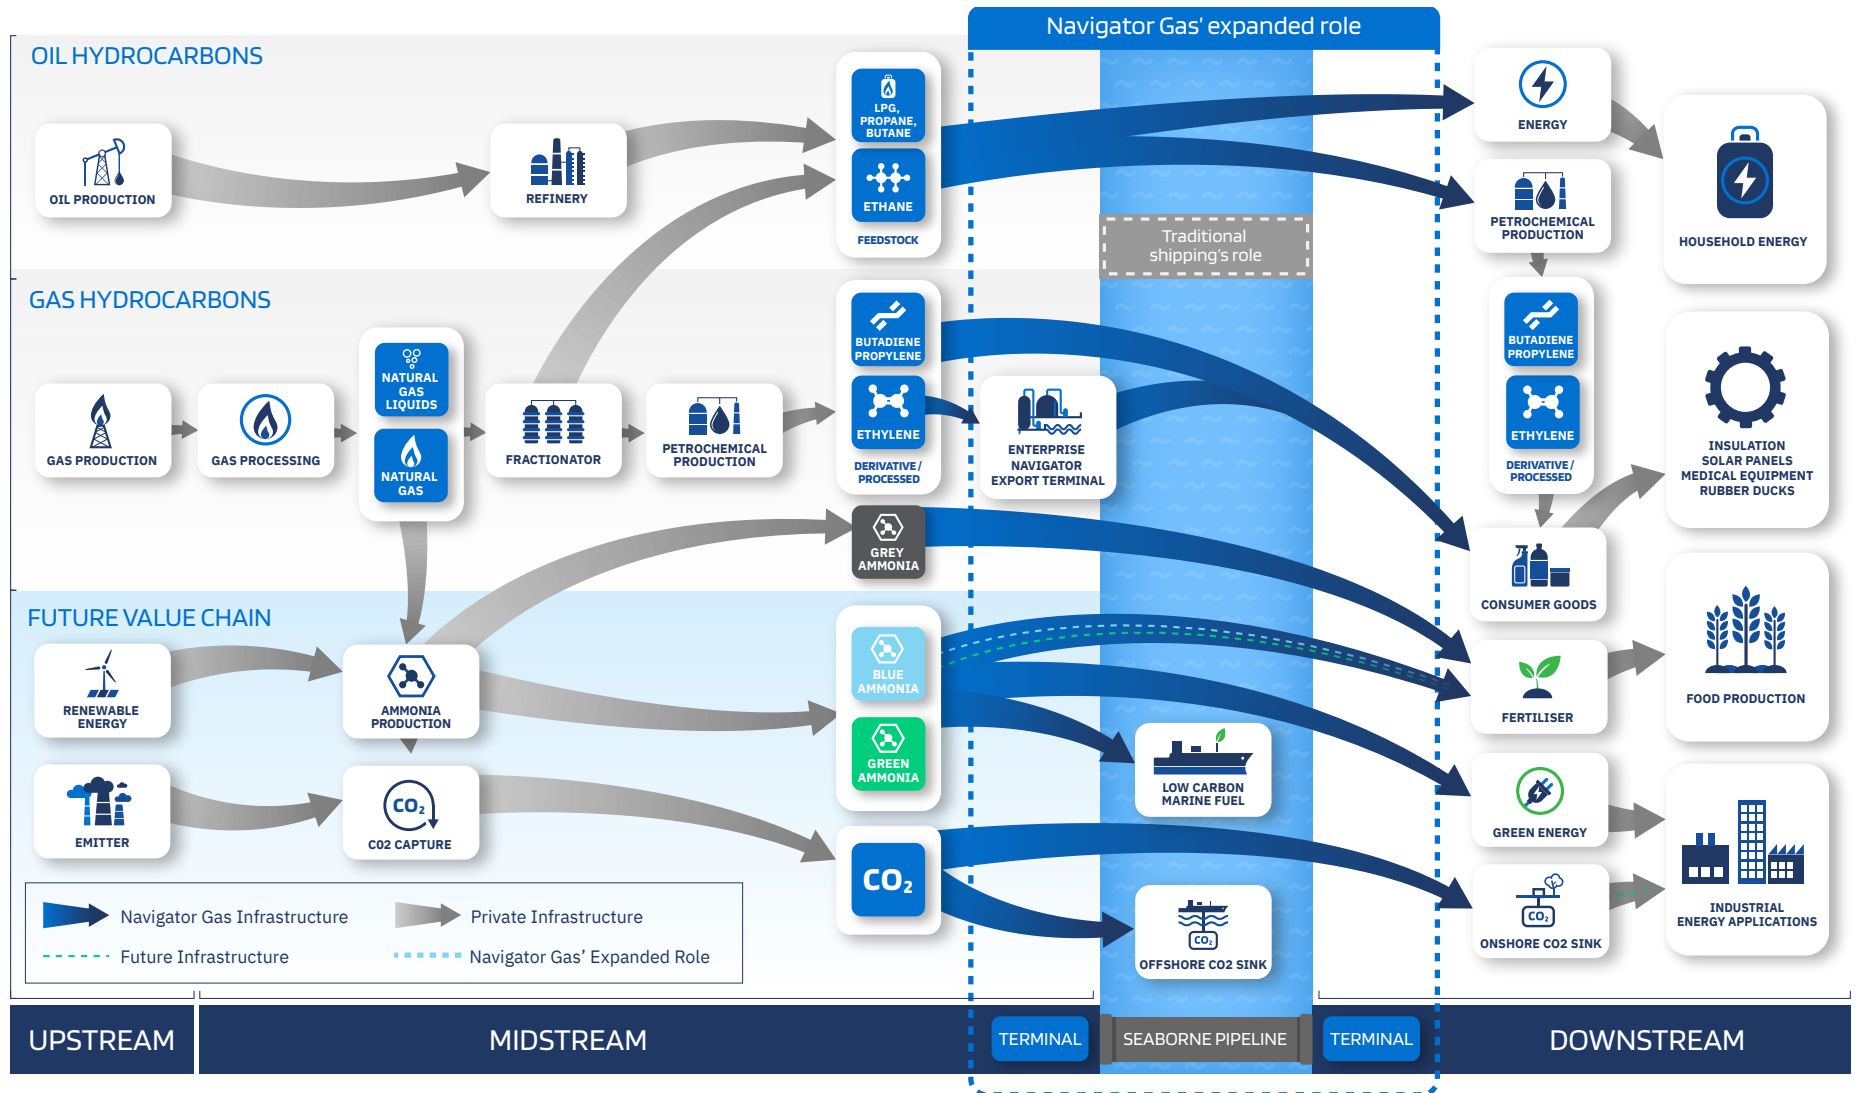 Navigator Gas' expanded role
OIL HYDROCARBONS
OIL PRODUCTION
REFINERY
LPG,
PROPANE,
BUTANE
ETHANE
FEEDSTOCK
ENERGY
PETROCHEMICAL
PRODUCTION
HOUSEHOLD ENERGY
Traditional
shipping's role
GAS HYDROCARBONS
GAS PRODUCTION
GAS PROCESSING
NATURAL
GAS
LIQUIDS
NATURAL
GAS
FRACTIONATOR
PETROCHEMICAL
PRODUCTION
BUTADIENE
PROPYLENE
ETHYLENE
DERIVATIVE /
PROCESSED
ENTERPRISE
NAVIGATOR
EXPORT TERMINAL
BUTADIENE
PROPYLENE
ETHYLENE
DERIVATIVE /
PROCESSED
INSULATION
SOLAR PANELS
MEDICAL EQUIPMENT
RUBBER DUCKS
GREY
AMMONIA
CONSUMER GOODS
FUTURE VALUE CHAIN
RENEWABLE
ENERGY
AMMONIA
PRODUCTION
BLUE
AMMONIA
GREEN
AMMONIA
LOW CARBON
MARINE FUEL
FERTILISER
FOOD PRODUCTION
EMITTER
CO₂
C02 CAPTURE
CO₂
CO₂
OFFSHORE CO2 SINK
GREEN ENERGY
CO₂
ONSHORE CO2 SINK
INDUSTRIAL
ENERGY APPLICATIONS
Navigator Gas Infrastructure
Private Infrastructure
Future Infrastructure
Navigator Gas' Expanded Role
UPSTREAM
MIDSTREAM
TERMINAL
SEABORNE PIPELINE
TERMINAL
DOWNSTREAM